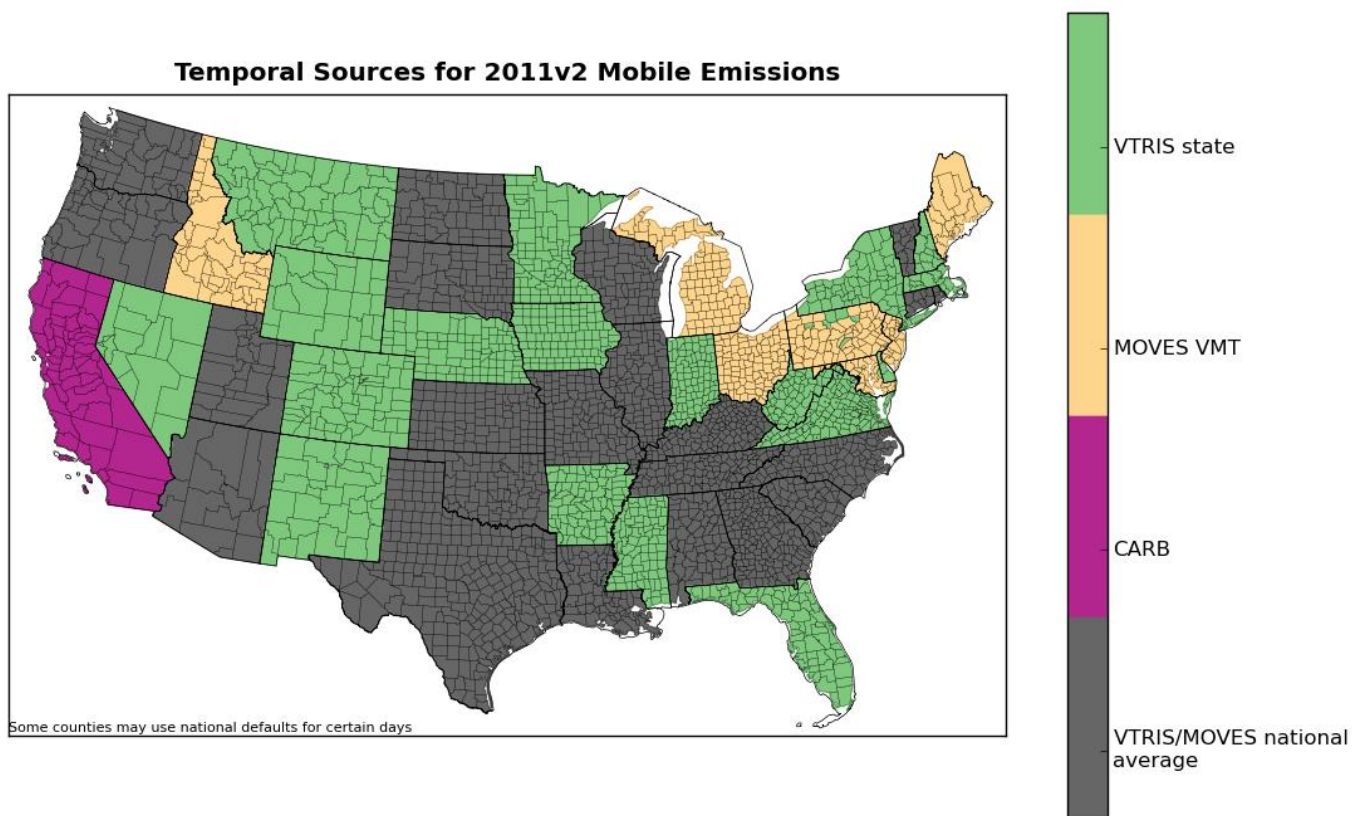 Temporal Sources for 2011v2 Mobile Emissions
VTRIS state
MOVES VMT
CARB
VTRIS/MOVES national
average
Some counties may use national defaults for certain days